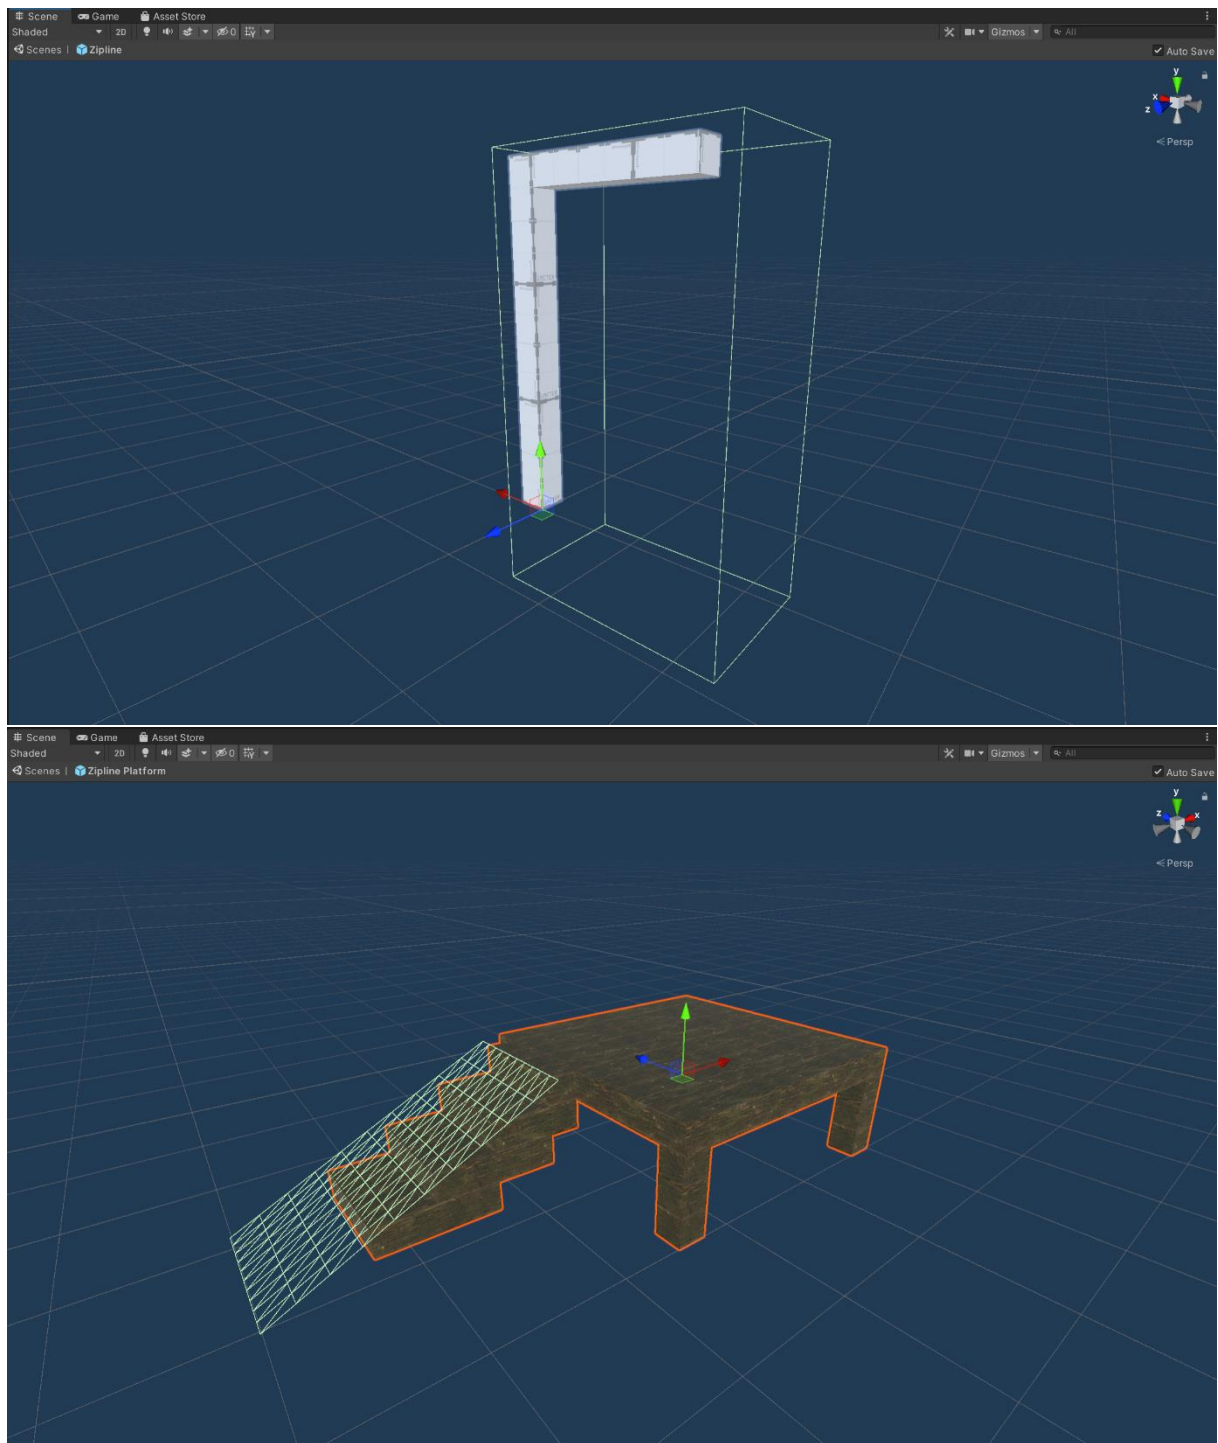 Scene Game Asset Store
Shaded 2D 0 Gizmos All
Scenes | Zipline Auto Save
y
x
z
Persp
Scene Game Asset Store
Shaded 2D 0 Gizmos All
Scenes | Zipline Platform Auto Save
y
z x
Persp